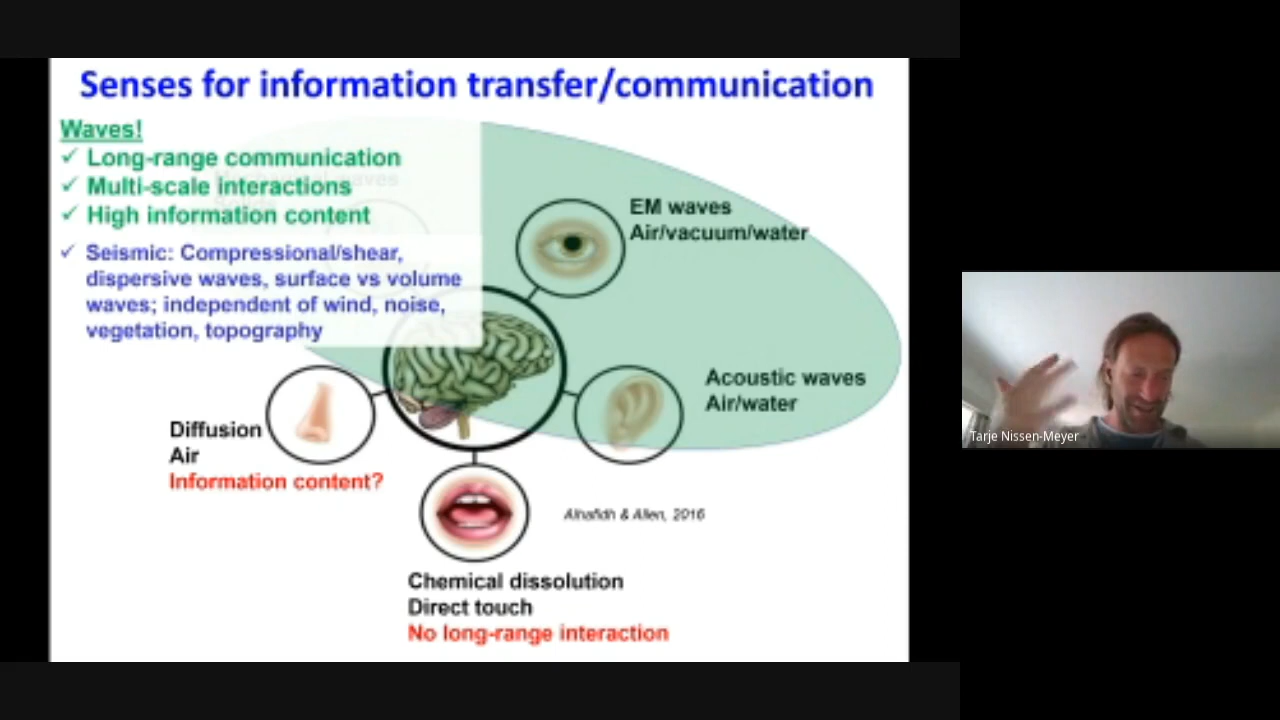 Senses for information transfer/communication
Waves!
✓ Long-range communication
✓ Multi-scale interactions
✓ High information content
✓ Seismic: Compressional/shear,
dispersive waves, surface vs volume
waves; independent of wind, noise,
vegetation, topography
EM waves
Air/vacuum/water
Acoustic waves
Air/water
Diffusion
Air
Information content?
Alhafidh & Allen, 2016
Chemical dissolution
Direct touch
No long-range interaction
Tarje Nissen-Meyer